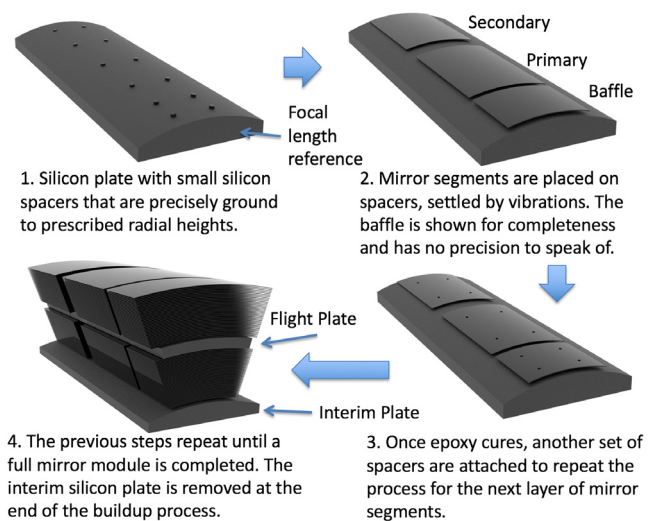 Focal
length
reference
1. Silicon plate with small silicon
spacers that are precisely ground
to prescribed radial heights.
Secondary
Primary
Baffle
2. Mirror segments are placed on
spacers, settled by vibrations. The
baffle is shown for completeness
and has no precision to speak of.
3. Once epoxy cures, another set of
spacers are attached to repeat the
process for the next layer of mirror
segments.
Flight Plate
Interim Plate
4. The previous steps repeat until a
full mirror module is completed. The
interim silicon plate is removed at the
end of the buildup process.